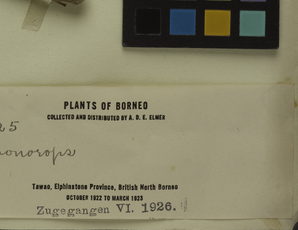 PLANTS OF BORNEO
COLLECTED AND DISTRIBUTED BY A. D. E. ELMER
25
Tawao, Elphinstone Province, British North Borneo
OCTOBER 1922 TO MARCH 1923
Zugegangen VI. 1926.